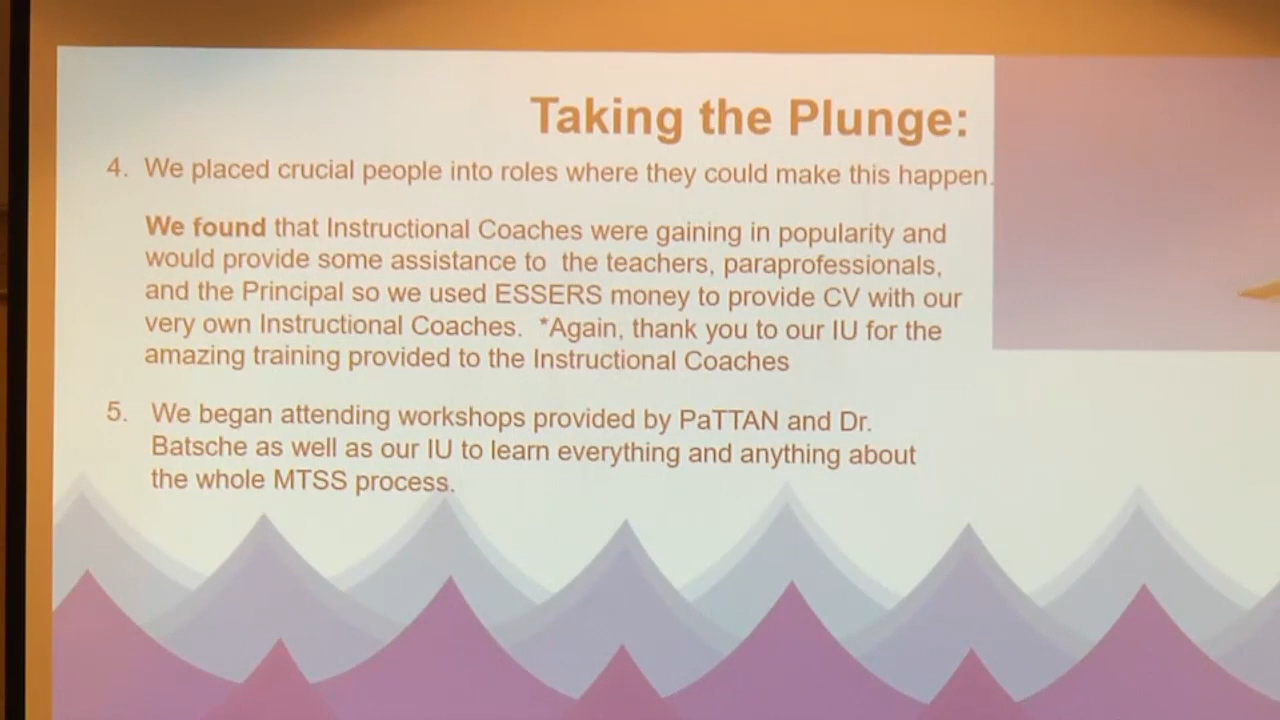 Taking the Plunge:
4. We placed crucial people into roles where they could make this happen.
We found that Instructional Coaches were gaining in popularity and
would provide some assistance to the teachers, paraprofessionals,
and the Principal so we used ESSERS money to provide CV with our
very own Instructional Coaches. *Again, thank you to our IU for the
amazing training provided to the Instructional Coaches
5. We began attending workshops provided by PaTTAN and Dr.
Batsche as well as our IU to learn everything and anything about
the whole MTSS process.